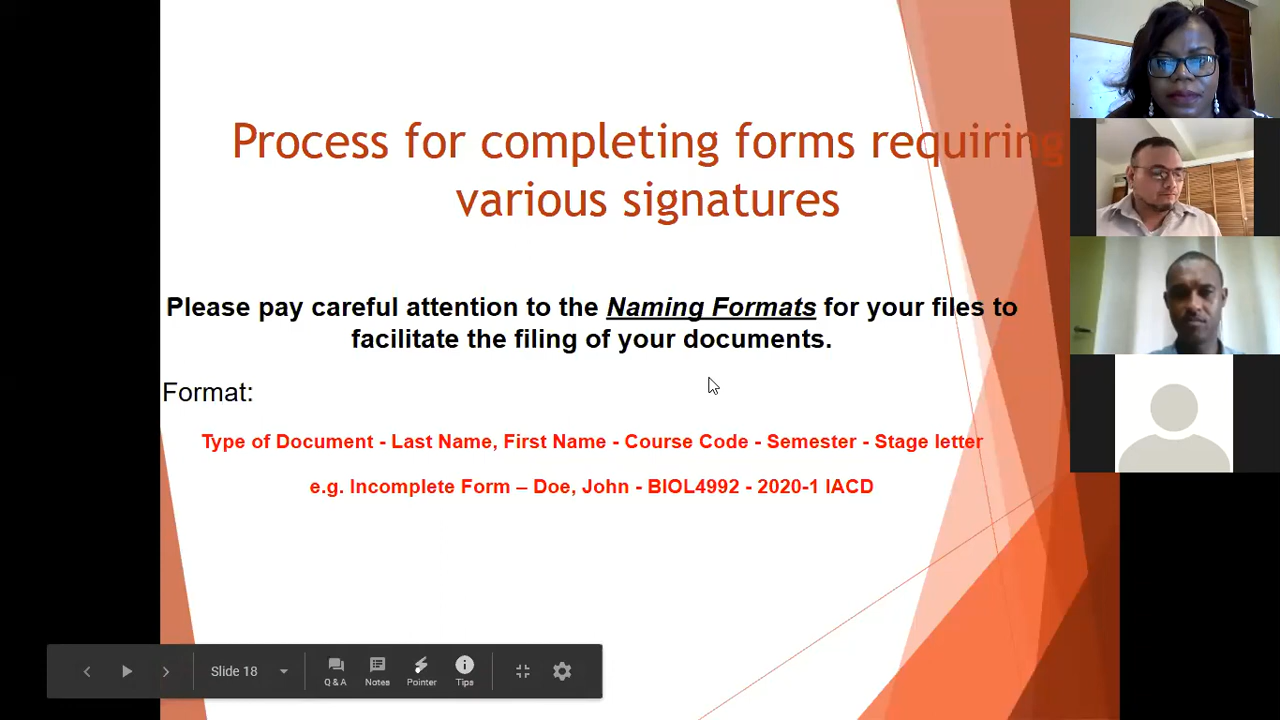 Process for completing forms requiring
various signatures
Please pay careful attention to the Naming Formats for your files to
facilitate the filing of your documents.
Format:
Type of Document - Last Name, First Name - Course Code - Semester - Stage letter
e.g. Incomplete Form – Doe, John - BIOL4992 - 2020-1 IACD
Slide 18
Q & A
Notes
Pointer
Tips